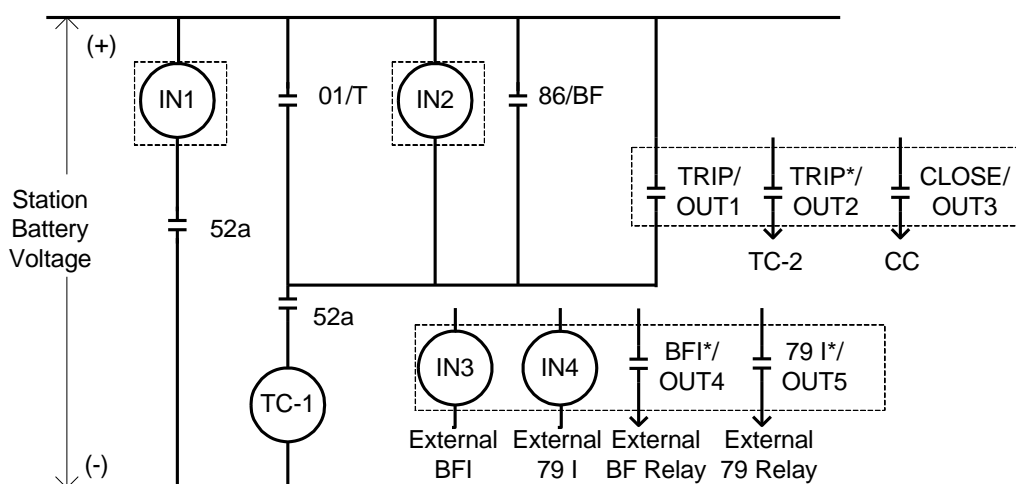 (+)
IN1
01/T
IN2
86/BF
TRIP/
OUT1
TRIP*/
OUT2
CLOSE/
OUT3
Station
Battery
Voltage
52a
TC-2
CC
52a
TC-1
IN3
IN4
BFI*/
OUT4
79 I*/
OUT5
External
BFI
External
79 I
External
BF Relay
External
79 Relay
(-)